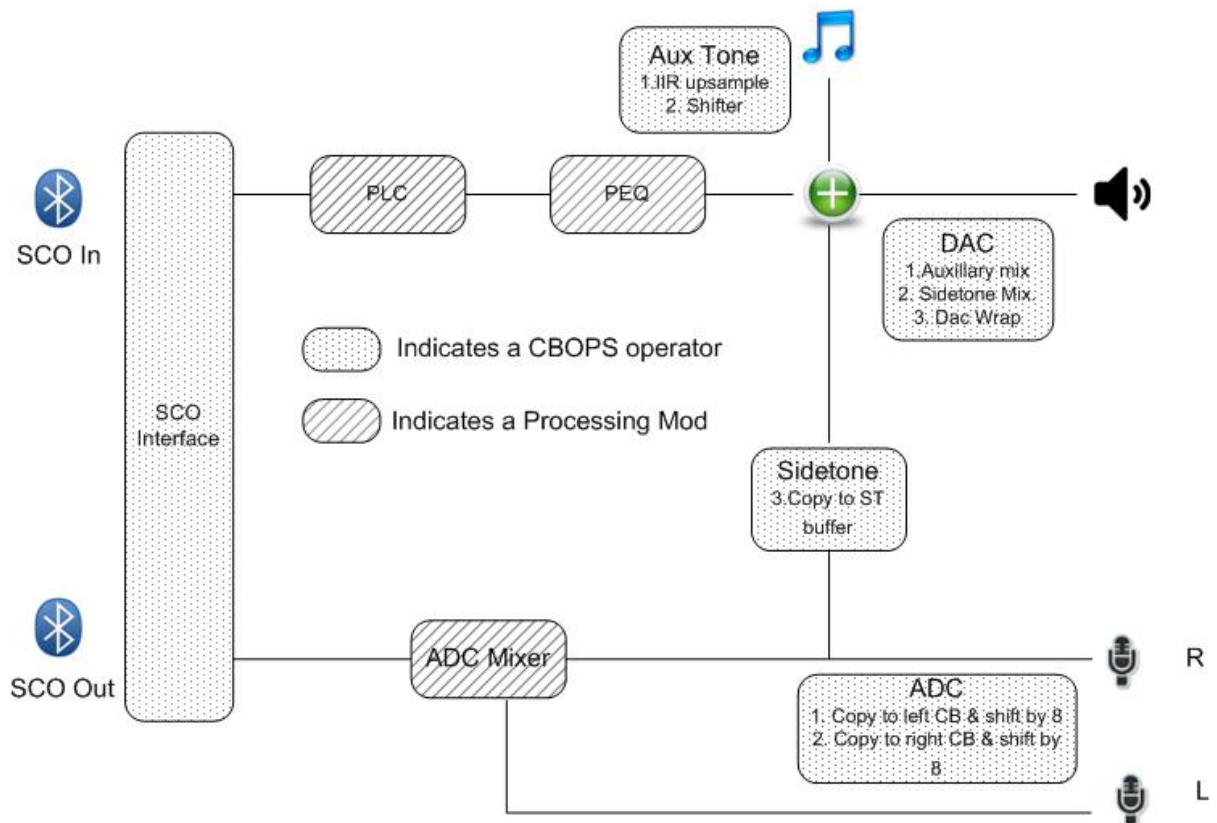 Aux Tone
1.IIR upsample
2. Shifter
SCO In
PLC
PEQ
DAC
1.Auxillary mix
2. Sidetone Mix.
3. Dac Wrap
Indicates a CBOPS operator
Indicates a Processing Mod
SCO
Interface
Sidetone
3.Copy to ST
buffer
SCO Out
ADC Mixer
R
ADC
1. Copy to left CB & shift by 8
2. Copy to right CB & shift by
8
L